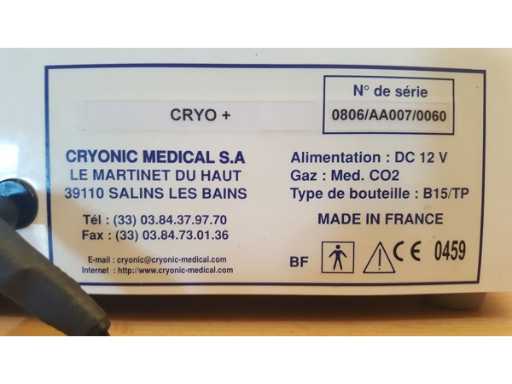 N° de série
CRYO +
0806/AA007/0060
CRYONIC MEDICAL S.A
LE MARTINET DU HAUT
39110 SALINS LES BAINS
Alimentation : DC 12 V
Gaz : Med. CO2
Type de bouteille : B15/TP
Tél : (33) 03.84.37.97.70
Fax : (33) 03.84.73.01.36
MADE IN FRANCE
E-mail : cryonic@cryonic-medical.com
Internet : http://www.cryonic-medical.com
BF CE 0459